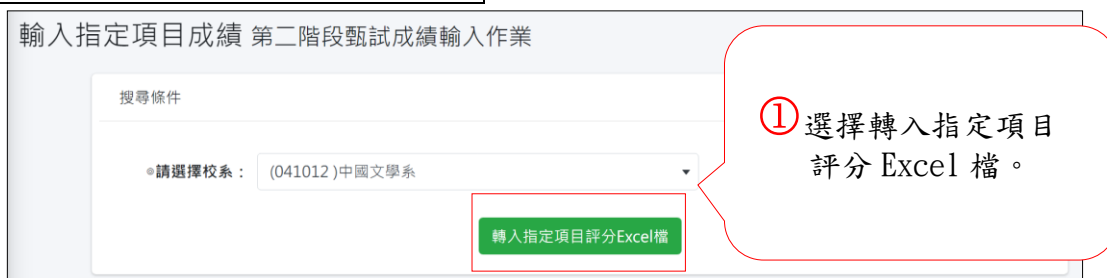 輸入指定項目成績 第二階段甄試成績輸入作業
搜尋條件
請選擇校系：
(041012 )中國文學系
轉入指定項目評分Excel檔
①選擇轉入指定項目
評分 Excel 檔。